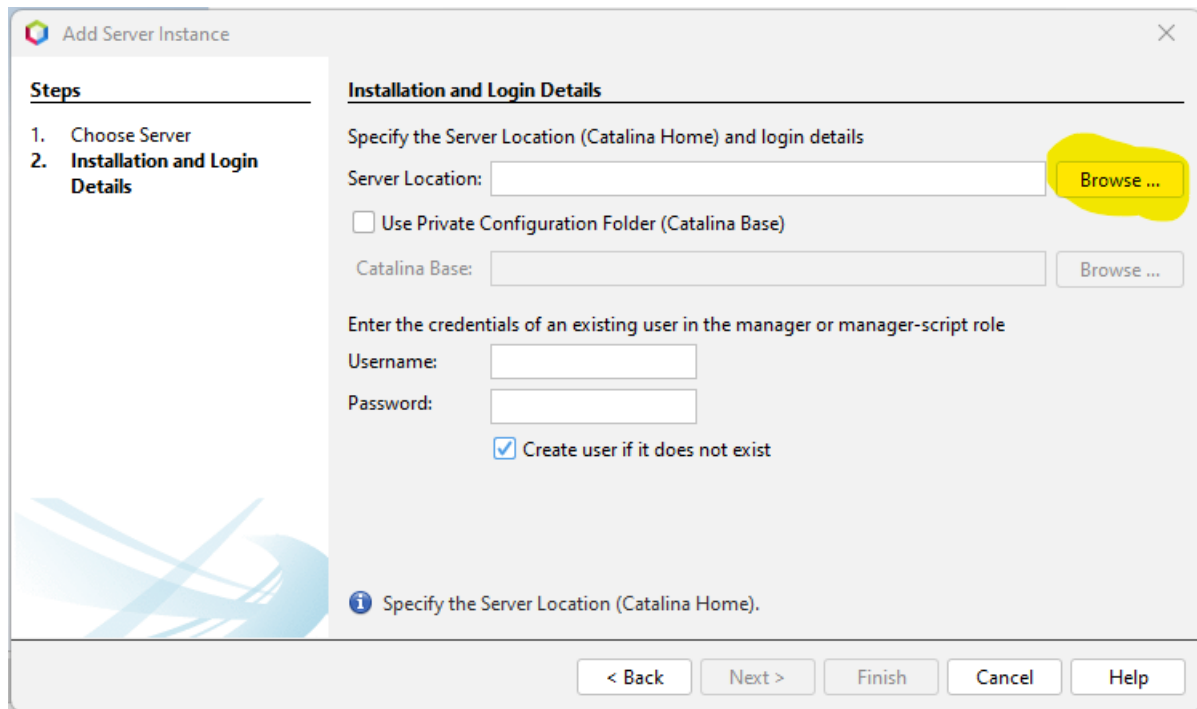 Add Server Instance
Steps
1. Choose Server
2. Installation and Login
Details
Installation and Login Details
Specify the Server Location (Catalina Home) and login details
Server Location:
Browse ...
Use Private Configuration Folder (Catalina Base)
Catalina Base:
Browse ...
Enter the credentials of an existing user in the manager or manager-script role
Username:
Password:
Create user if it does not exist
Specify the Server Location (Catalina Home).
< Back
Next >
Finish
Cancel
Help